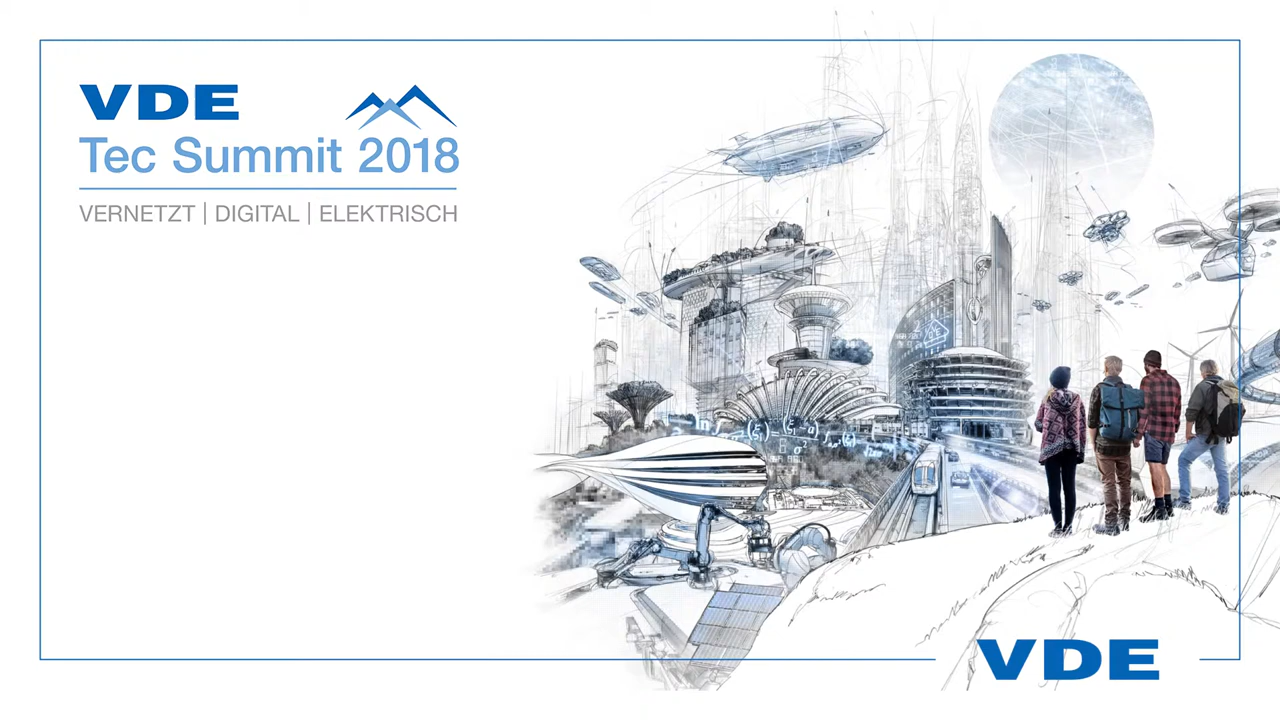 VDE
Tec Summit 2018
VERNETZT | DIGITAL | ELEKTRISCH
VDE